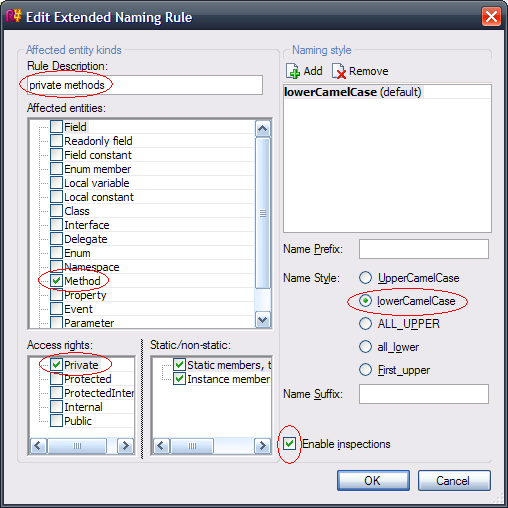 Edit Extended Naming Rule
Affected entity kinds
Rule Description:
private methods
Affected entities:
Field
Readonly field
Field constant
Enum member
Local variable
Local constant
Class
Interface
Delegate
Enum
Namespace
Method
Property
Event
Parameter
Access rights:
Private
Protected
ProtectedInter
Internal
Public
Static/non-static:
Static members, t
Instance member
Naming style
Add Remove
lowerCamelCase (default)
Name Prefix:
Name Style:
UpperCamelCase
lowerCamelCase
ALL_UPPER
all_lower
First_upper
Name Suffix:
Enable inspections
OK Cancel